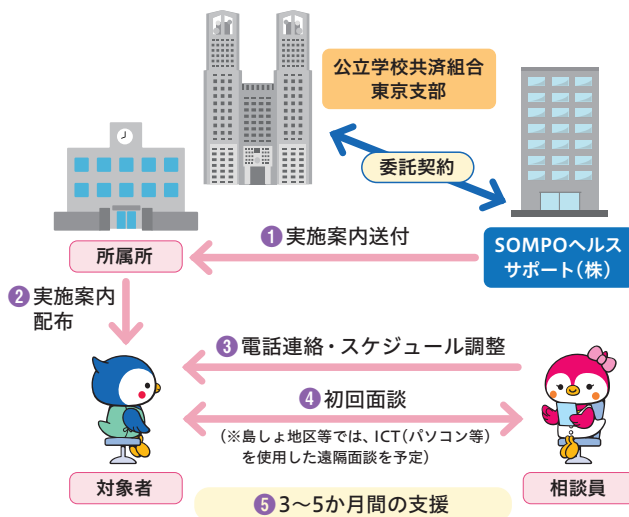 公立学校共済組合
東京支部
委託契約
❶実施案内送付
所属所
SOMPOヘルス
サポート(株)
❷実施案内
配布
❸電話連絡・スケジュール調整
❹初回面談
(※島しょ地区等では、ICT(パソコン等)
を使用した遠隔面談を予定)
対象者
相談員
❺3〜5か月間の支援